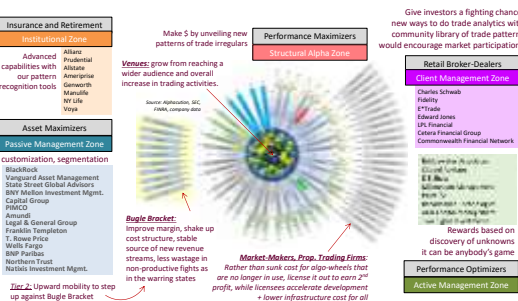 Insurance and Retirement
Institutional Zone
Advanced
capabilities with
our pattern
recognition tools
Allianz
Prudential
Allstate
Ameriprise
Genworth
Manulife
NY Life
Voya
Asset Maximizers
Passive Management Zone
customization, segmentation
BlackRock
Vanguard Asset Management
State Street Global Advisors
BNY Mellon Investment Mgmt.
Capital Group
PIMCO
Amundi
Legal & General Group
Franklin Templeton
T. Rowe Price
Wells Fargo
BNP Paribas
Northern Trust
Natixis Investment Mgmt.
Tier 2: Upward mobility to step
up against Bugle Bracket
Make $ by unveiling new
patterns of trade irregulars
Venues: grow from reaching a
wider audience and overall
increase in trading activities.
Source: Alphacution, SEC,
FINRA, company data
Bugle Bracket:
Improve margin, shake up
cost structure, stable
source of new revenue
streams, less wastage in
non-productive fights as
in the warring states
Performance Maximizers
Structural Alpha Zone
Market-Makers, Prop. Trading Firms:
Rather than sunk cost for algo-wheels that
are no longer in use, license it out to earn 2nd
profit, while licensees accelerate development
+ lower infrastructure cost for all
Give investors a fighting chance
new ways to do trade analytics with
community library of trade pattern
would encourage market participation
Retail Broker-Dealers
Client Management Zone
Charles Schwab
Fidelity
E*Trade
Edward Jones
LPL Financial
Cetera Financial Group
Commonwealth Financial Network
Rewards based on
discovery of unknowns
it can be anybody's game
Performance Optimizers
Active Management Zone